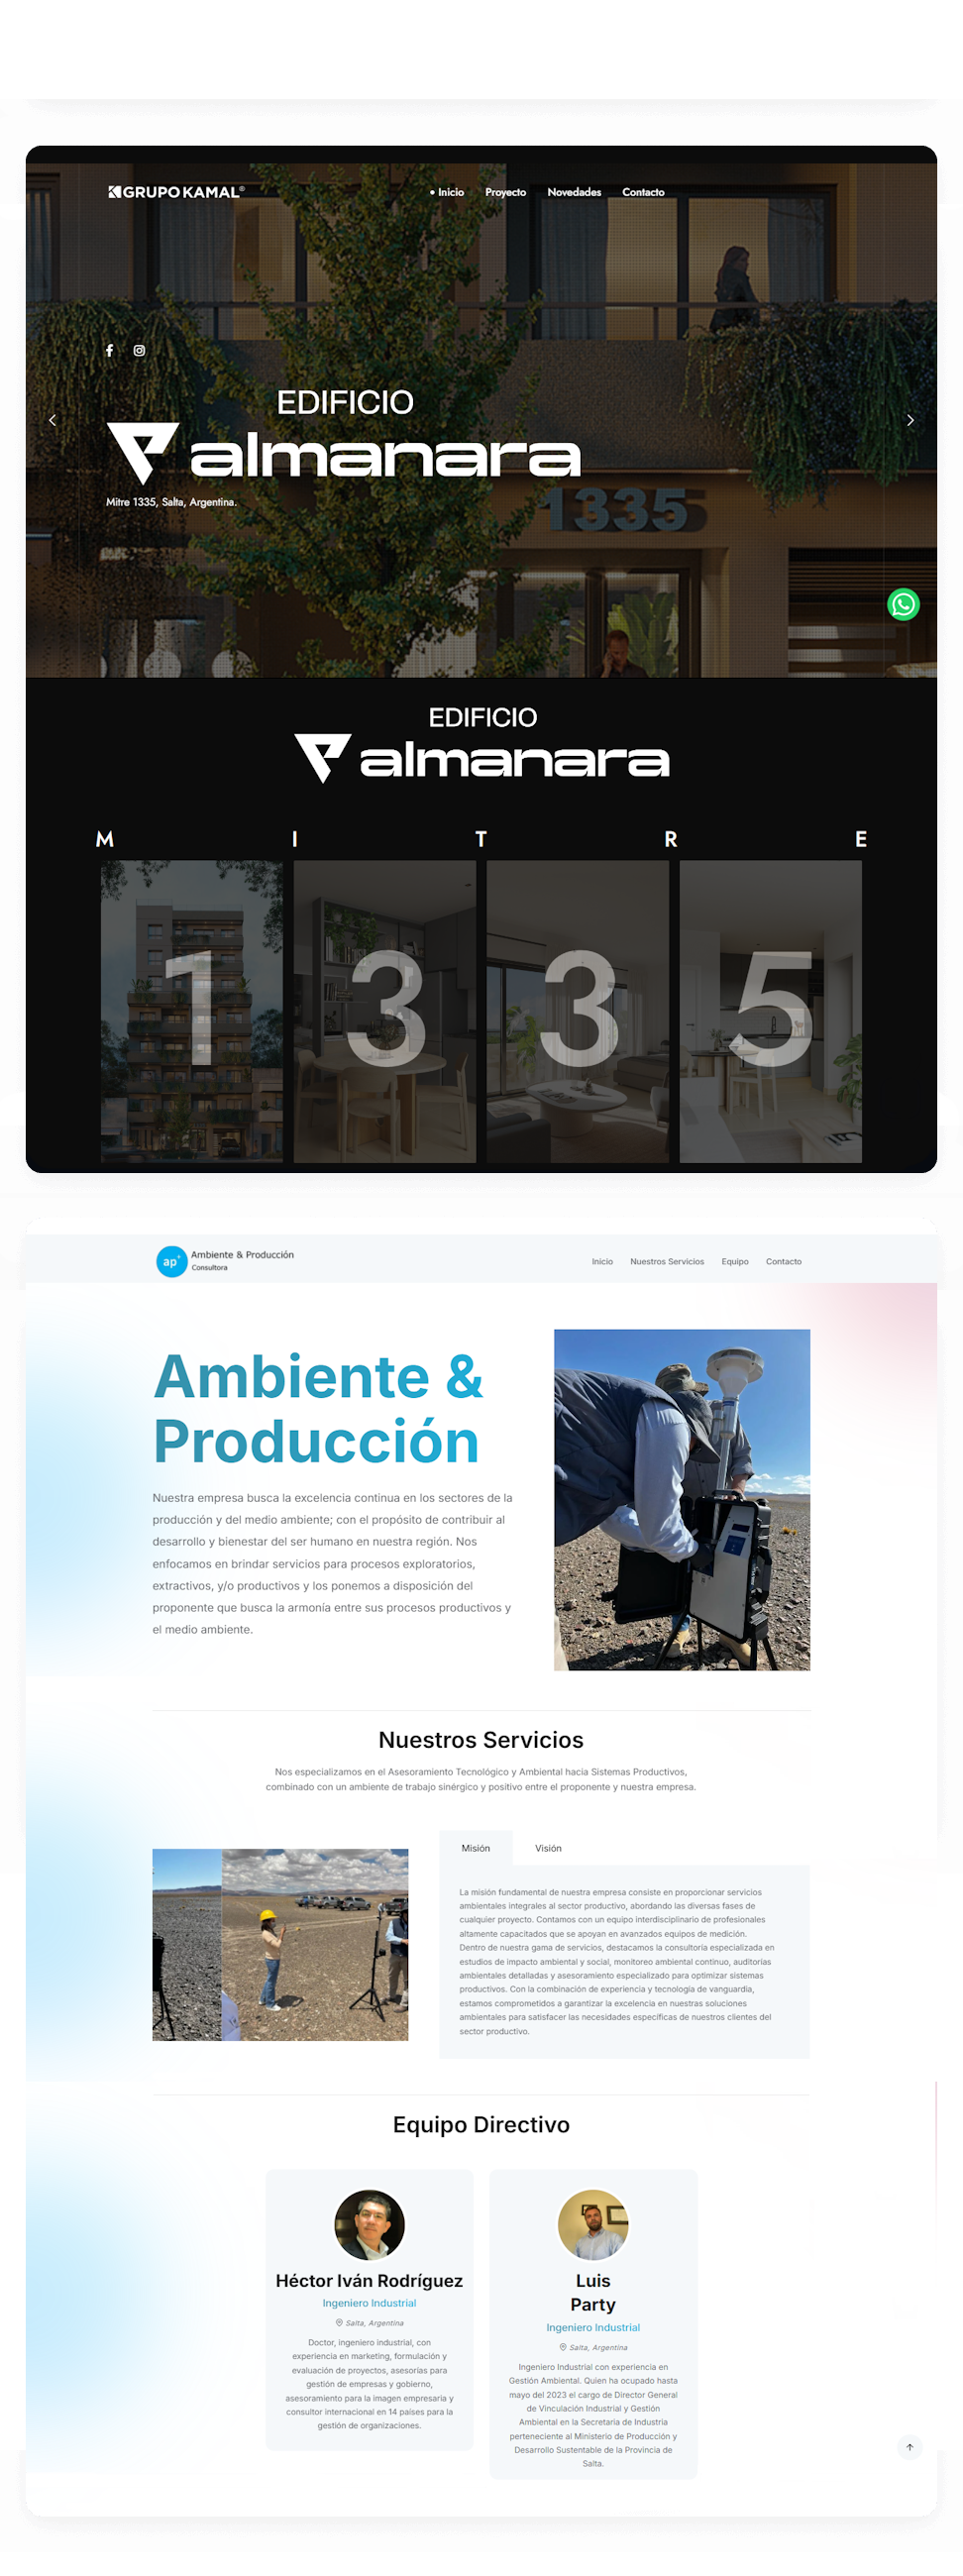 GRUPO KAMAL®
• Inicio Proyecto Novedades Contacto
EDIFICIO
almanara
Mitre 1335, Salta, Argentina.
1335
EDIFICIO
almanara
M I T R E
1 3 3 5
ap+ Ambiente & Producción
Consultora
Inicio Nuestros Servicios Equipo Contacto
Ambiente &
Producción
Nuestra empresa busca la excelencia continua en los sectores de la
producción y del medio ambiente; con el propósito de contribuir al
desarrollo y bienestar del ser humano en nuestra región. Nos
enfocamos en brindar servicios para procesos exploratorios,
extractivos, y/o productivos y los ponemos a disposición del
proponente que busca la armonía entre sus procesos productivos y
el medio ambiente.
Nuestros Servicios
Nos especializamos en el Asesoramiento Tecnológico y Ambiental hacia Sistemas Productivos,
combinado con un ambiente de trabajo sinérgico y positivo entre el proponente y nuestra empresa.
Misión Visión
La misión fundamental de nuestra empresa consiste en proporcionar servicios
ambientales integrales al sector productivo, abordando las diversas fases de
cualquier proyecto. Contamos con un equipo interdisciplinario de profesionales
altamente capacitados que se apoyan en avanzados equipos de medición.
Dentro de nuestra gama de servicios, destacamos la consultoría especializada en
estudios de impacto ambiental y social, monitoreo ambiental continuo, auditorías
ambientales detalladas y asesoramiento especializado para optimizar sistemas
productivos. Con la combinación de experiencia y tecnología de vanguardia,
estamos comprometidos a garantizar la excelencia en nuestras soluciones
ambientales para satisfacer las necesidades específicas de nuestros clientes del
sector productivo.
Equipo Directivo
Héctor Iván Rodríguez
Ingeniero Industrial
Salta, Argentina
Doctor, ingeniero industrial, con
experiencia en marketing, formulación y
evaluación de proyectos, asesorías para
gestión de empresas y gobierno,
asesoramiento para la imagen empresaria y
consultor internacional en 14 países para la
gestión de organizaciones.
Luis
Party
Ingeniero Industrial
Salta, Argentina
Ingeniero Industrial con experiencia en
Gestión Ambiental. Quien ha ocupado hasta
mayo del 2023 el cargo de Director General
de Vinculación Industrial y Gestión
Ambiental en la Secretaría de Industria
perteneciente al Ministerio de Producción y
Desarrollo Sustentable de la Provincia de
Salta.